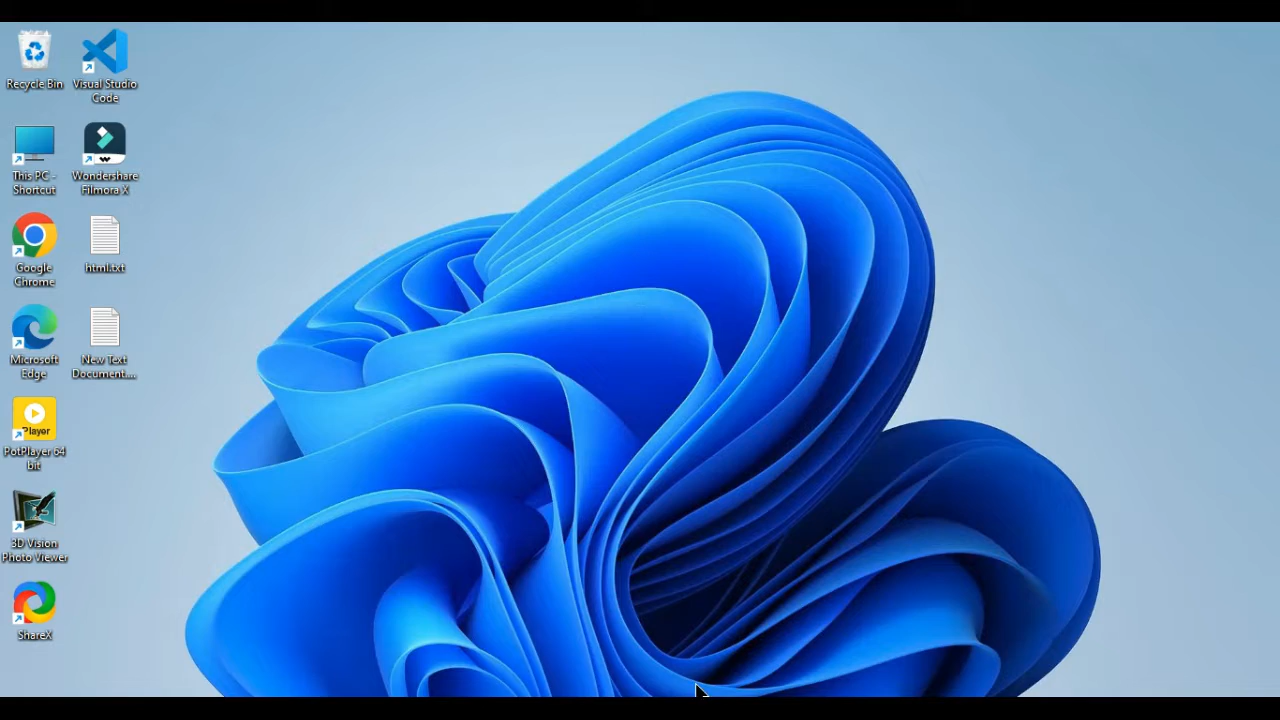 Recycle Bin
Visual Studio
Code
This PC -
Shortcut
Wondershare
Filmora X
Google
Chrome
html.txt
Microsoft
Edge
New Text
Document....
Player
PotPlayer 64
bit
3D Vision
Photo Viewer
ShareX